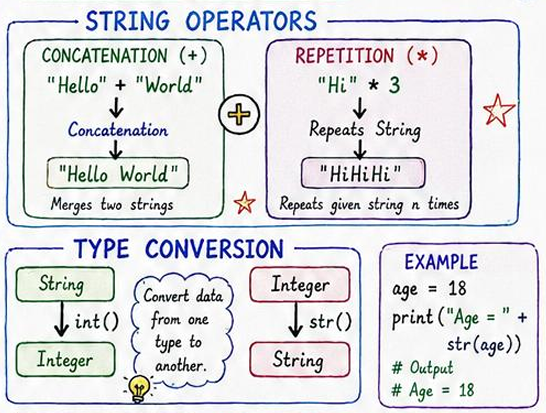 STRING OPERATORS
CONCATENATION (+)
"Hello" + "World"
Concatenation
"Hello World"
Merges two strings
+
REPETITION (*)
"Hi" * 3
Repeats String
"HiHiHi"
Repeats given string n times
TYPE CONVERSION
String
int()
Integer
Convert data
from one
type to
another.
Integer
str()
String
EXAMPLE
age = 18
print("Age = " +
str(age))
# Output
# Age = 18